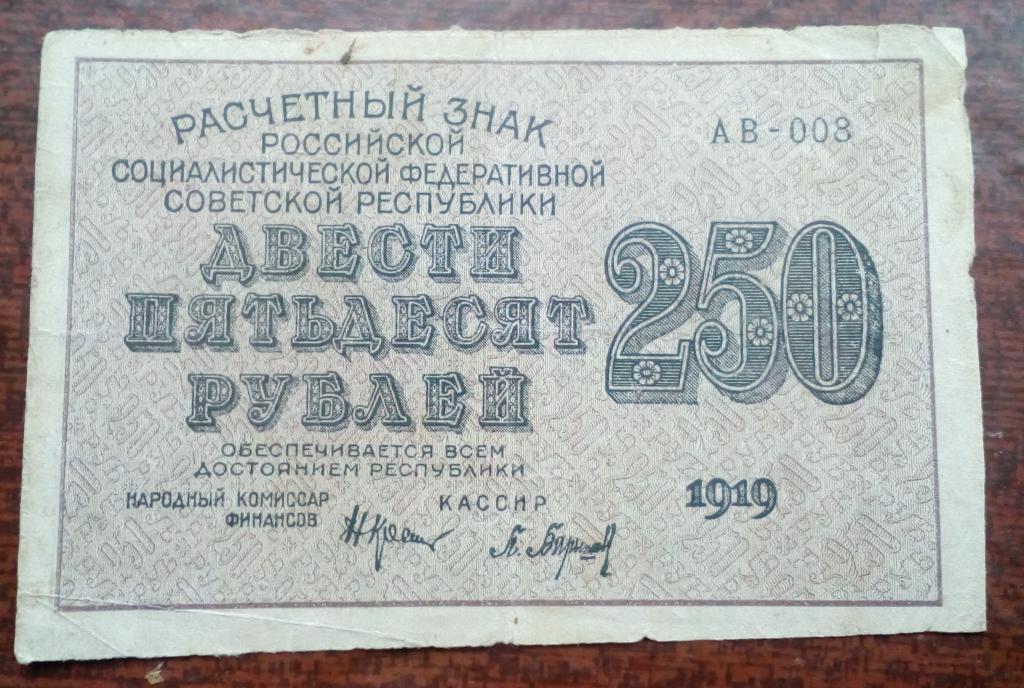 РАСЧЕТНЫЙ ЗНАК
РОССИЙСКОЙ
СОЦИАЛИСТИЧЕСКОЙ ФЕДЕРАТИВНОЙ
СОВЕТСКОЙ РЕСПУБЛИКИ
АВ-008
ДВЕСТИ
ПЯТЬДЕСЯТ
РУБЛЕЙ
250
ОБЕСПЕЧИВАЕТСЯ ВСЕМ
ДОСТОЯНИЕМ РЕСПУБЛИКИ
НАРОДНЫЙ КОМИССАР
ФИНАНСОВ
КАССИР
1919